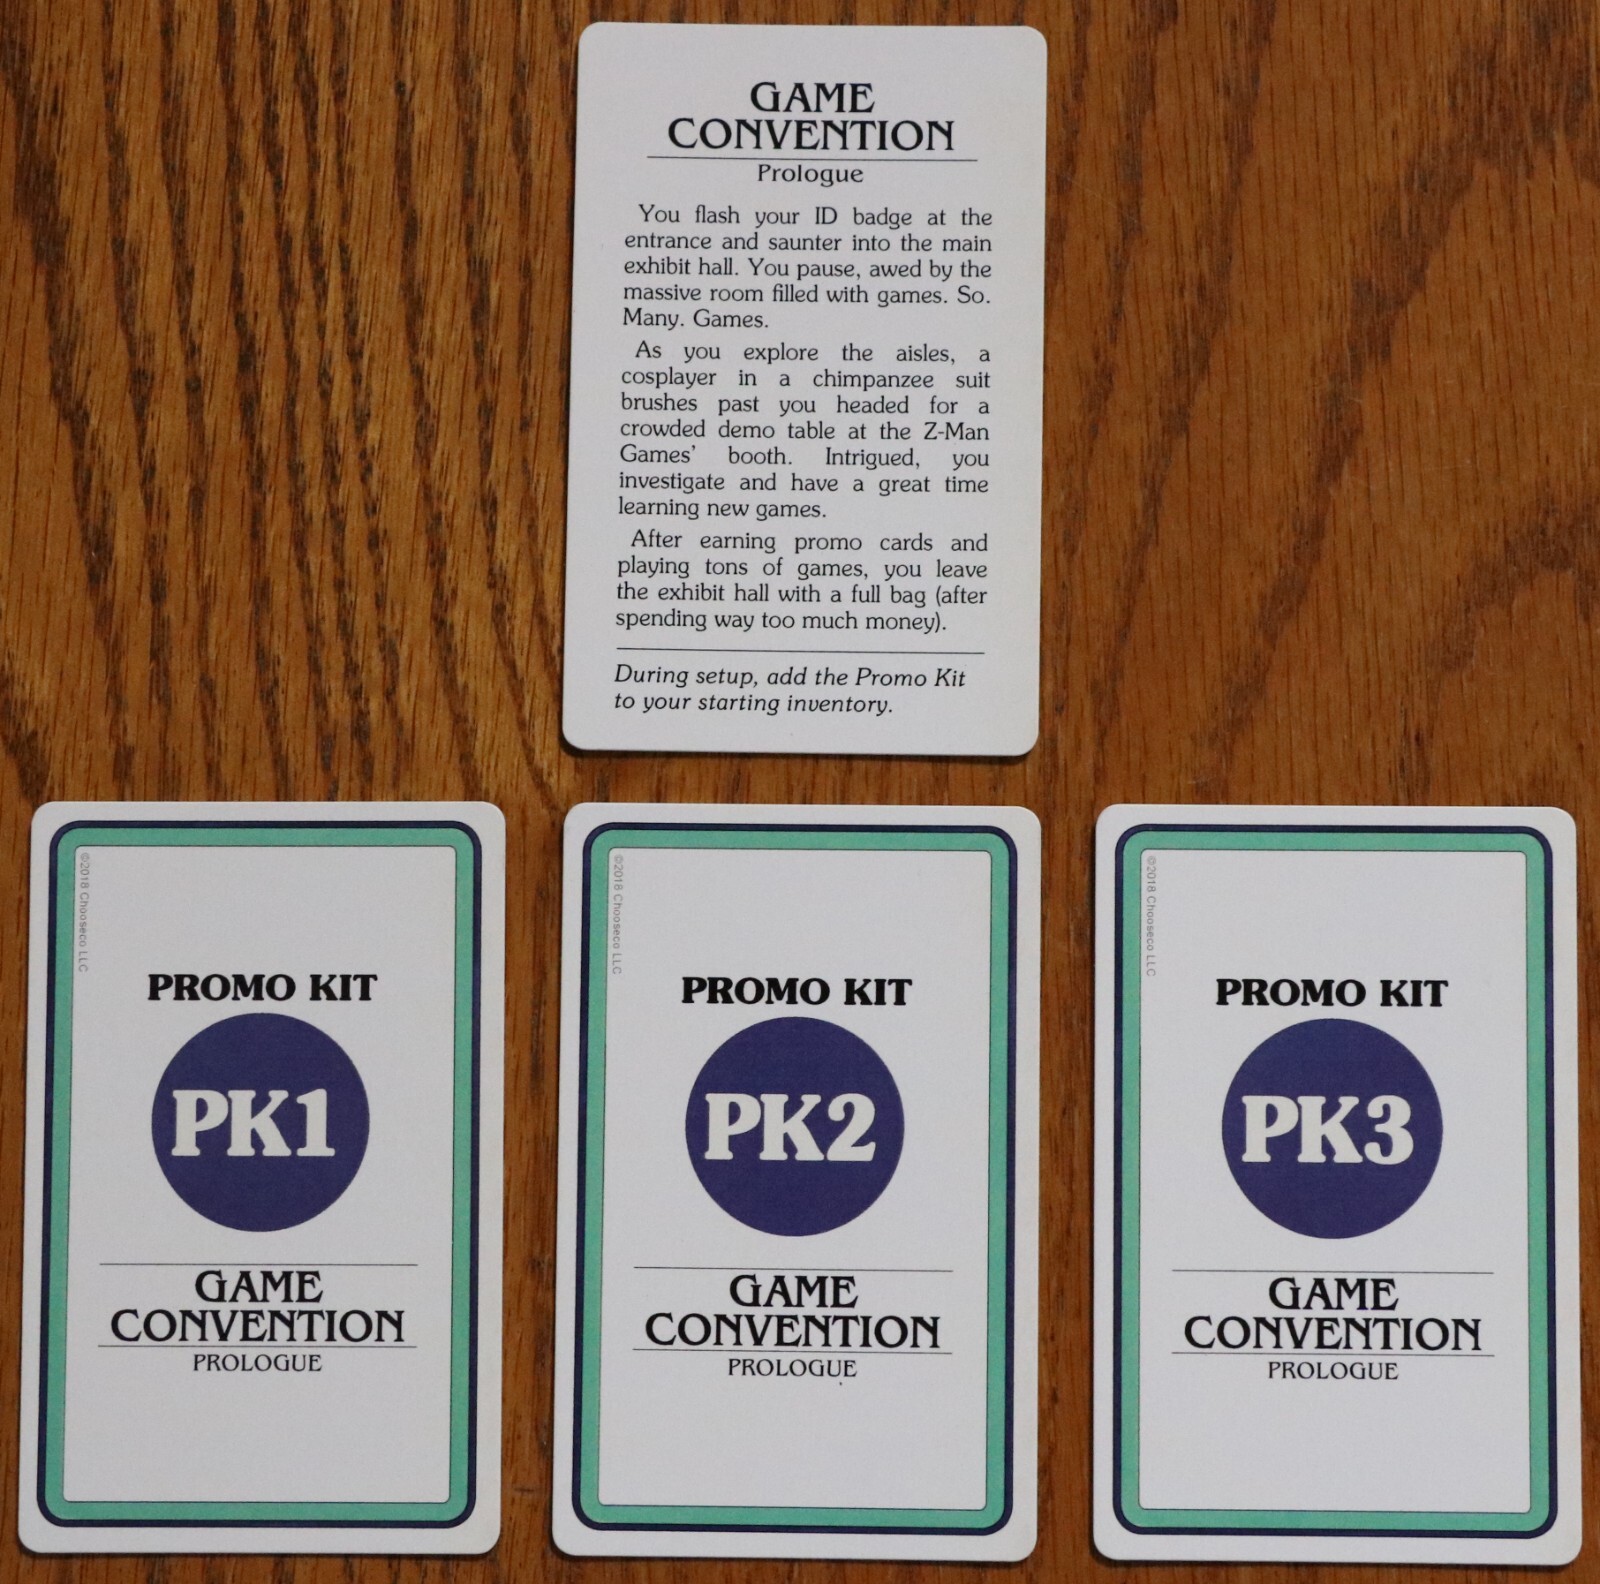 GAME
CONVENTION
Prologue
You flash your ID badge at the
entrance and saunter into the main
exhibit hall. You pause, awed by the
massive room filled with games. So.
Many. Games.
As you explore the aisles, a
cosplayer in a chimpanzee suit
brushes past you headed for a
crowded demo table at the Z-Man
Games' booth. Intrigued, you
investigate and have a great time
learning new games.
After earning promo cards and
playing tons of games, you leave
the exhibit hall with a full bag (after
spending way too much money).
During setup, add the Promo Kit
to your starting inventory.
©2018 Chooseco LLC
PROMO KIT
PK1
GAME
CONVENTION
PROLOGUE
©2018 Chooseco LLC
PROMO KIT
PK2
GAME
CONVENTION
PROLOGUE
©2018 Chooseco LLC
PROMO KIT
PK3
GAME
CONVENTION
PROLOGUE